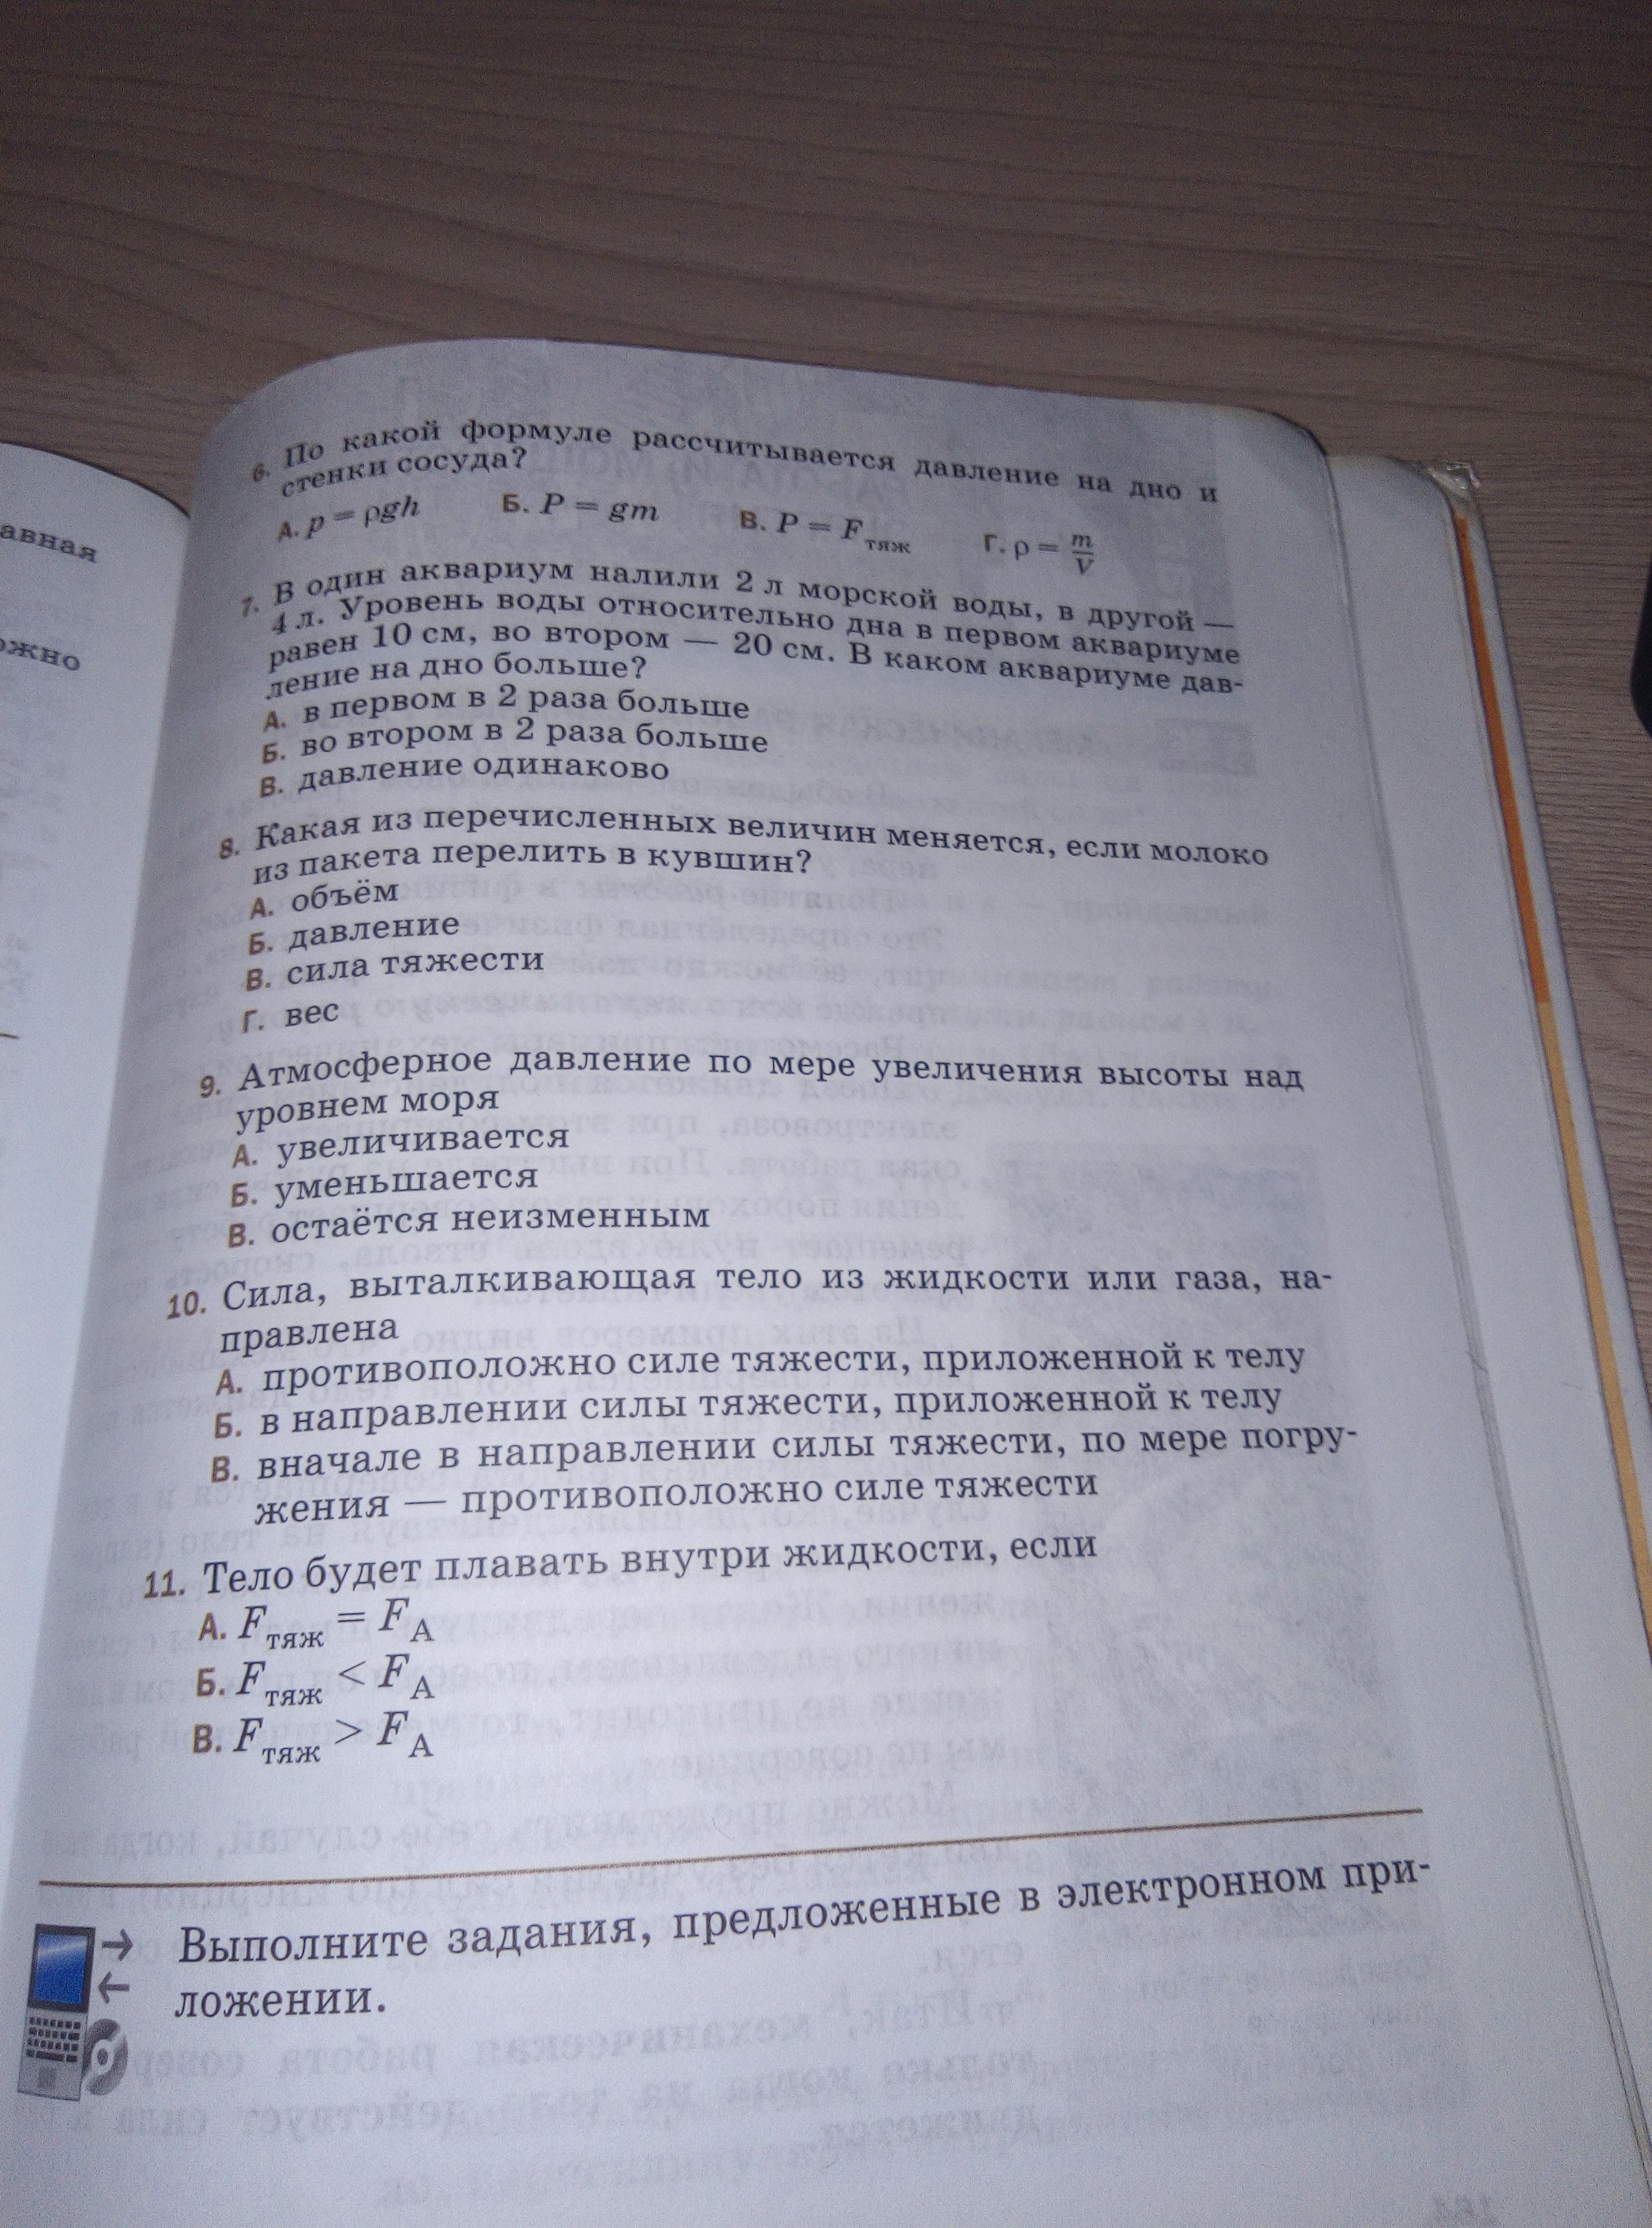 авная
ожно
6. По какой формуле рассчитывается давление на дно и
стенки сосуда?
А. p = ρgh Б. P = gm В. P = Fтяж Г. ρ = m/V
7. В один аквариум налили 2 л морской воды, в другой —
4 л. Уровень воды относительно дна в первом аквариуме
равен 10 см, во втором — 20 см. В каком аквариуме дав-
ление на дно больше?
А. в первом в 2 раза больше
Б. во втором в 2 раза больше
В. давление одинаково
8. Какая из перечисленных величин меняется, если молоко
из пакета перелить в кувшин?
А. объём
Б. давление
В. сила тяжести
Г. вес
9. Атмосферное давление по мере увеличения высоты над
уровнем моря
А. увеличивается
Б. уменьшается
В. остаётся неизменным
10. Сила, выталкивающая тело из жидкости или газа, на-
правлена
А. противоположно силе тяжести, приложенной к телу
Б. в направлении силы тяжести, приложенной к телу
В. вначале в направлении силы тяжести, по мере погру-
жения — противоположно силе тяжести
11. Тело будет плавать внутри жидкости, если
А. Fтяж = FА
Б. Fтяж < FА
В. Fтяж > FА
Выполните задания, предложенные в электронном при-
ложении.